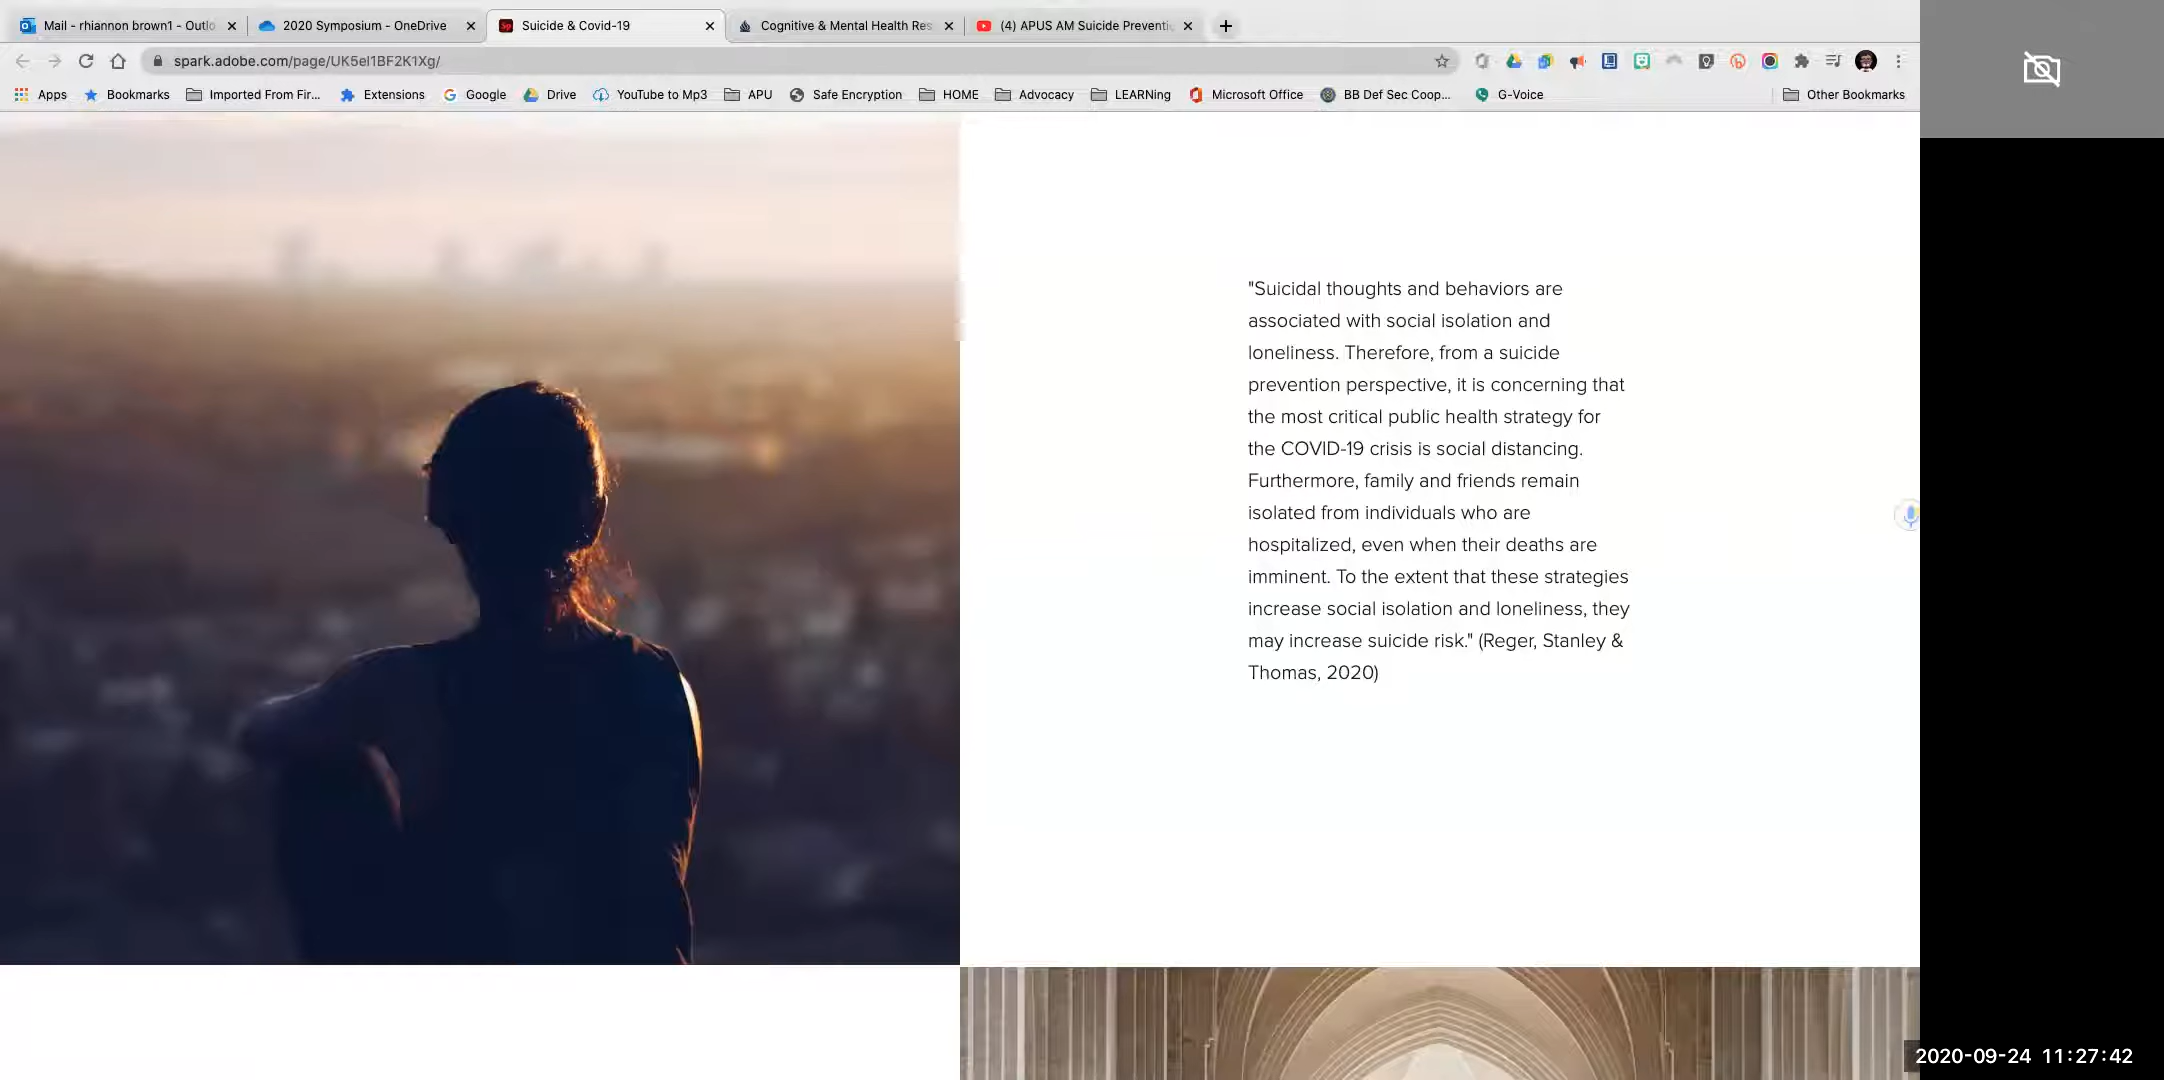 Mail - rhiannon brown1 - Outlo
2020 Symposium - OneDrive
Suicide & Covid-19
Cognitive & Mental Health Res
(4) APUS AM Suicide Preventi
spark.adobe.com/page/UK5eI1BF2K1Xg/
Apps
Bookmarks
Imported From Fir...
Extensions
Google
Drive
YouTube to Mp3
APU
Safe Encryption
HOME
Advocacy
LEARNing
Microsoft Office
BB Def Sec Coop...
G-Voice
Other Bookmarks
"Suicidal thoughts and behaviors are
associated with social isolation and
loneliness. Therefore, from a suicide
prevention perspective, it is concerning that
the most critical public health strategy for
the COVID-19 crisis is social distancing.
Furthermore, family and friends remain
isolated from individuals who are
hospitalized, even when their deaths are
imminent. To the extent that these strategies
increase social isolation and loneliness, they
may increase suicide risk." (Reger, Stanley &
Thomas, 2020)
2020-09-24 11:27:42